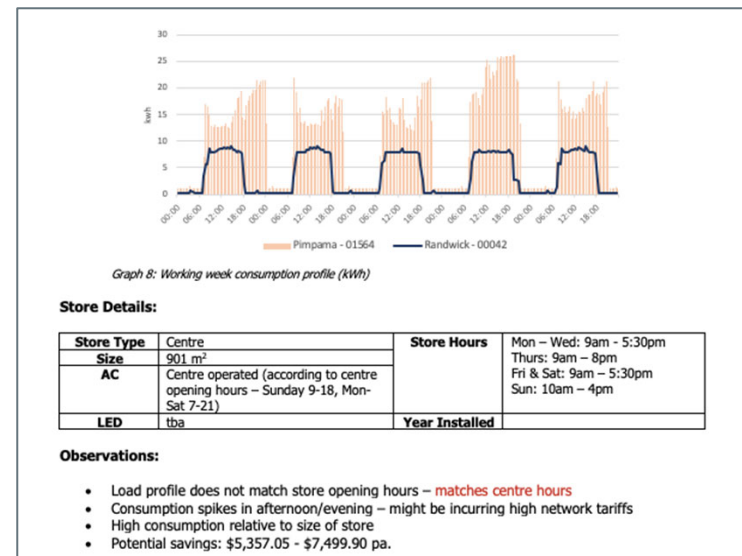 30
25
20
15
10
5
0
kWh
00:00 06:00 12:00 18:00 00:00 06:00 12:00 18:00 00:00 06:00 12:00 18:00 00:00 06:00 12:00 18:00 00:00 06:00 12:00 18:00
Pimpama - 01564 Randwick - 00042
Graph 8: Working week consumption profile (kWh)
Store Details:
Store Type Centre Store Hours Mon – Wed: 9am - 5:30pm
Size 901 m² Thurs: 9am – 8pm
AC Centre operated (according to centre Fri & Sat: 9am – 5:30pm
opening hours – Sunday 9-18, Mon- Sun: 10am – 4pm
Sat 7-21)
LED tba Year Installed
Observations:
• Load profile does not match store opening hours – matches centre hours
• Consumption spikes in afternoon/evening – might be incurring high network tariffs
• High consumption relative to size of store
• Potential savings: $5,357.05 - $7,499.90 pa.